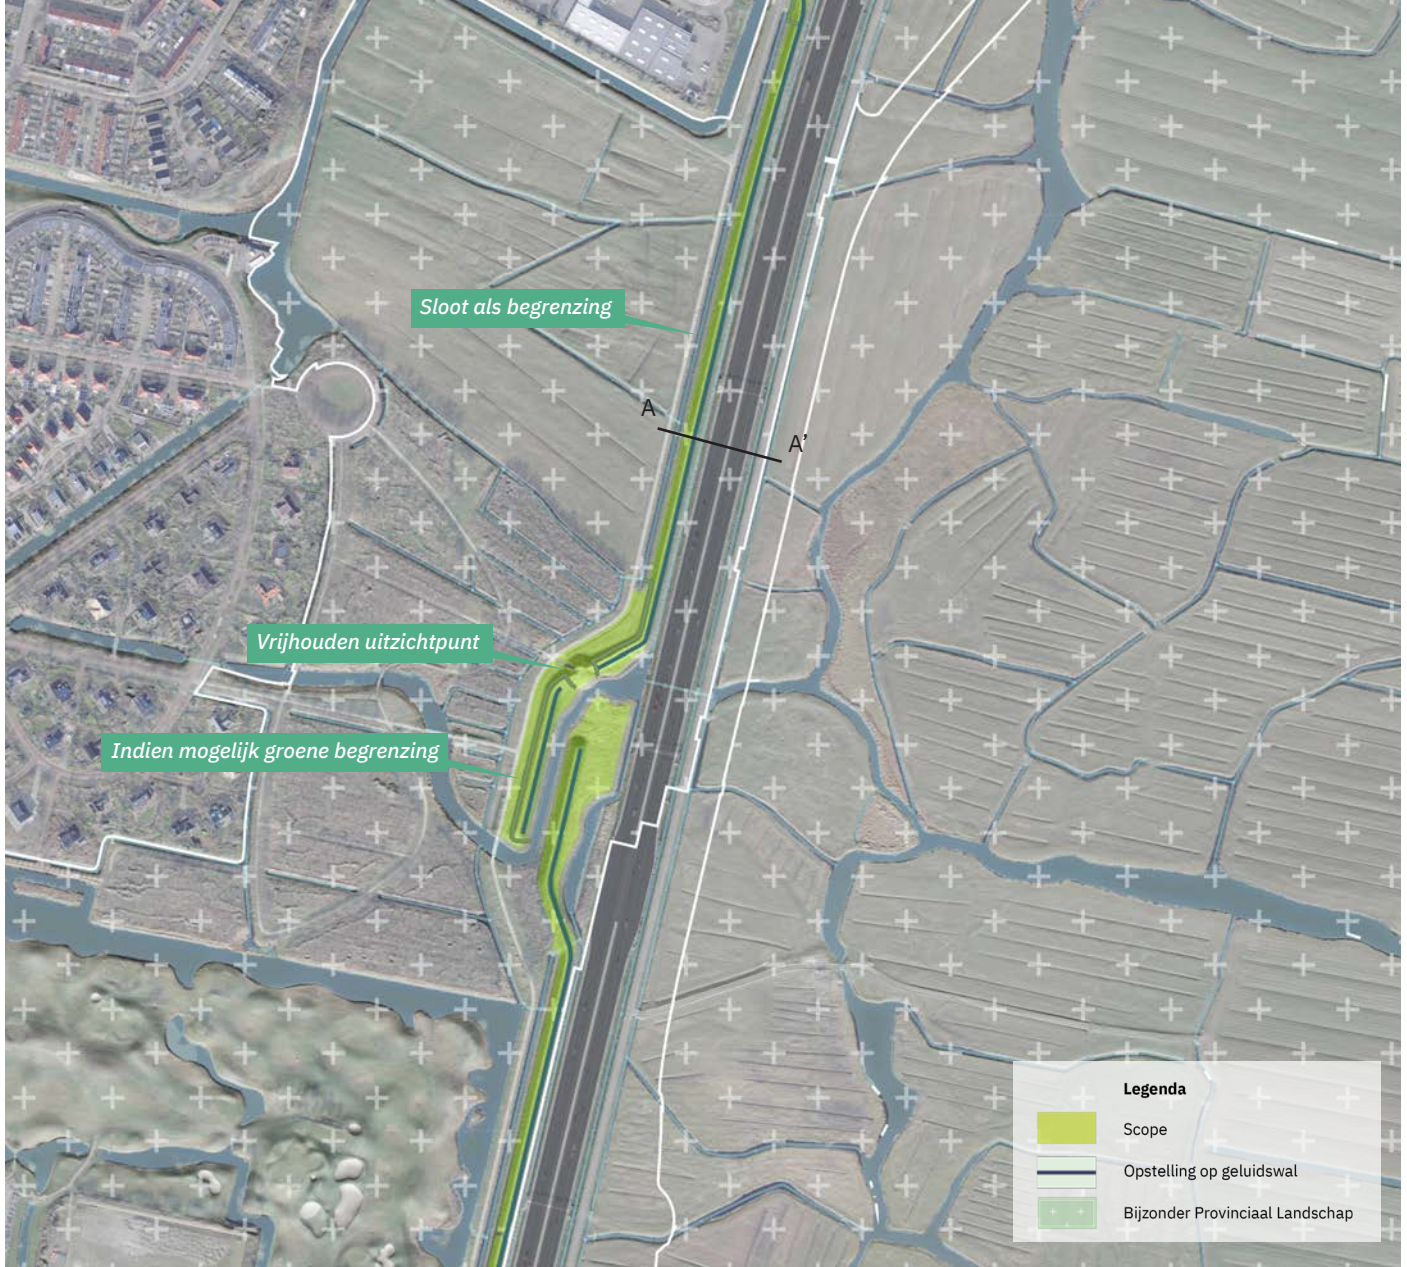 Sloot als begrenzing
A
A’
Vrijhouden uitzichtpunt
Indien mogelijk groene begrenzing
Legenda
Scope
Opstelling op geluidswal
Bijzonder Provinciaal Landschap